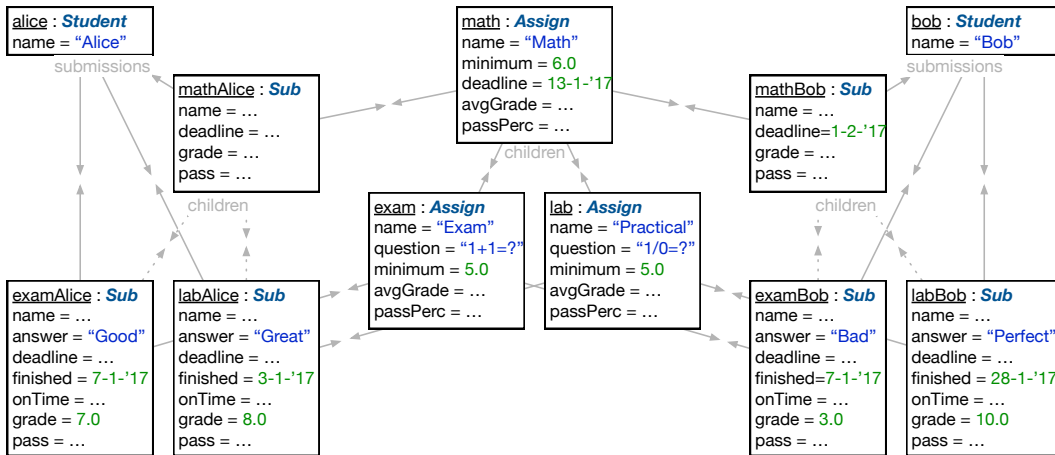 alice : Student
name = “Alice”
submissions
mathAlice : Sub
name = …
deadline = …
grade = …
pass = …
children
examAlice : Sub
name = …
answer = “Good”
deadline = …
finished = 7-1-’17
onTime = …
grade = 7.0
pass = …
labAlice : Sub
name = …
answer = “Great”
deadline = …
finished = 3-1-’17
onTime = …
grade = 8.0
pass = …
math : Assign
name = “Math”
minimum = 6.0
deadline = 13-1-’17
avgGrade = …
passPerc = …
children
exam : Assign
name = “Exam”
question = “1+1=?”
minimum = 5.0
avgGrade = …
passPerc = …
lab : Assign
name = “Practical”
question = “1/0=?”
minimum = 5.0
avgGrade = …
passPerc = …
bob : Student
name = “Bob”
submissions
mathBob : Sub
name = …
deadline=1-2-’17
grade = …
pass = …
children
examBob : Sub
name = …
answer = “Bad”
deadline = …
finished=7-1-’17
onTime = …
grade = 3.0
pass = …
labBob : Sub
name = …
answer = “Perfect”
deadline = …
finished = 28-1-’17
onTime = …
grade = 10.0
pass = …